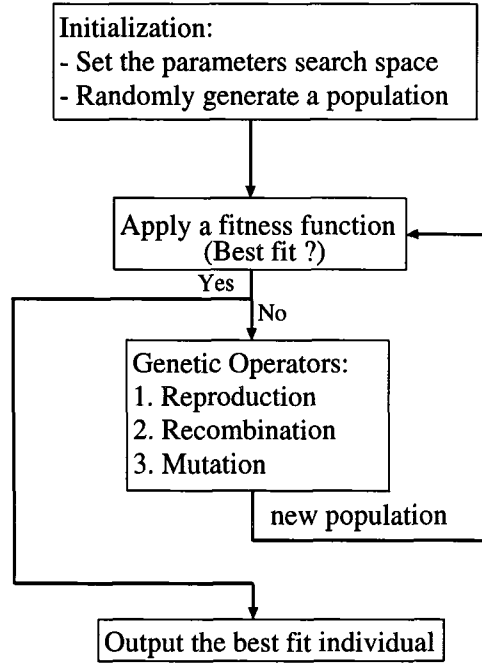 Initialization:
- Set the parameters search space
- Randomly generate a population
Apply a fitness function
(Best fit ?)
Yes
No
Genetic Operators:
1. Reproduction
2. Recombination
3. Mutation
new population
Output the best fit individual